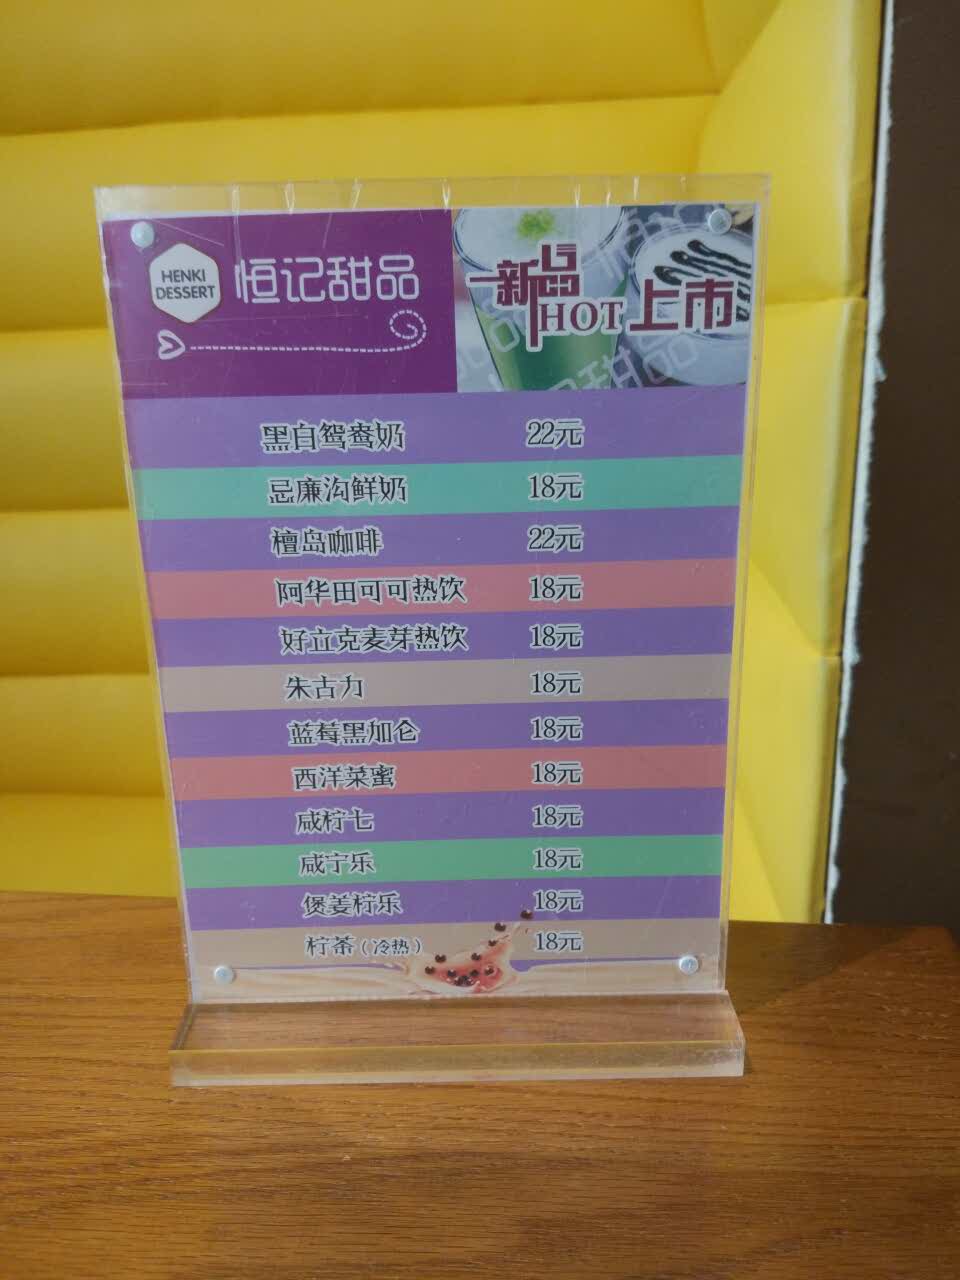 HENKI
DESSERT
恒记甜品
新品
HOT上市
黑白鸳鸯奶 22元
忌廉沟鲜奶 18元
檀岛咖啡 22元
阿华田可可热饮 18元
好立克麦芽热饮 18元
朱古力 18元
蓝莓黑加仑 18元
西洋菜蜜 18元
咸柠七 18元
咸宁乐 18元
煲姜柠乐 18元
柠茶（冷热） 18元